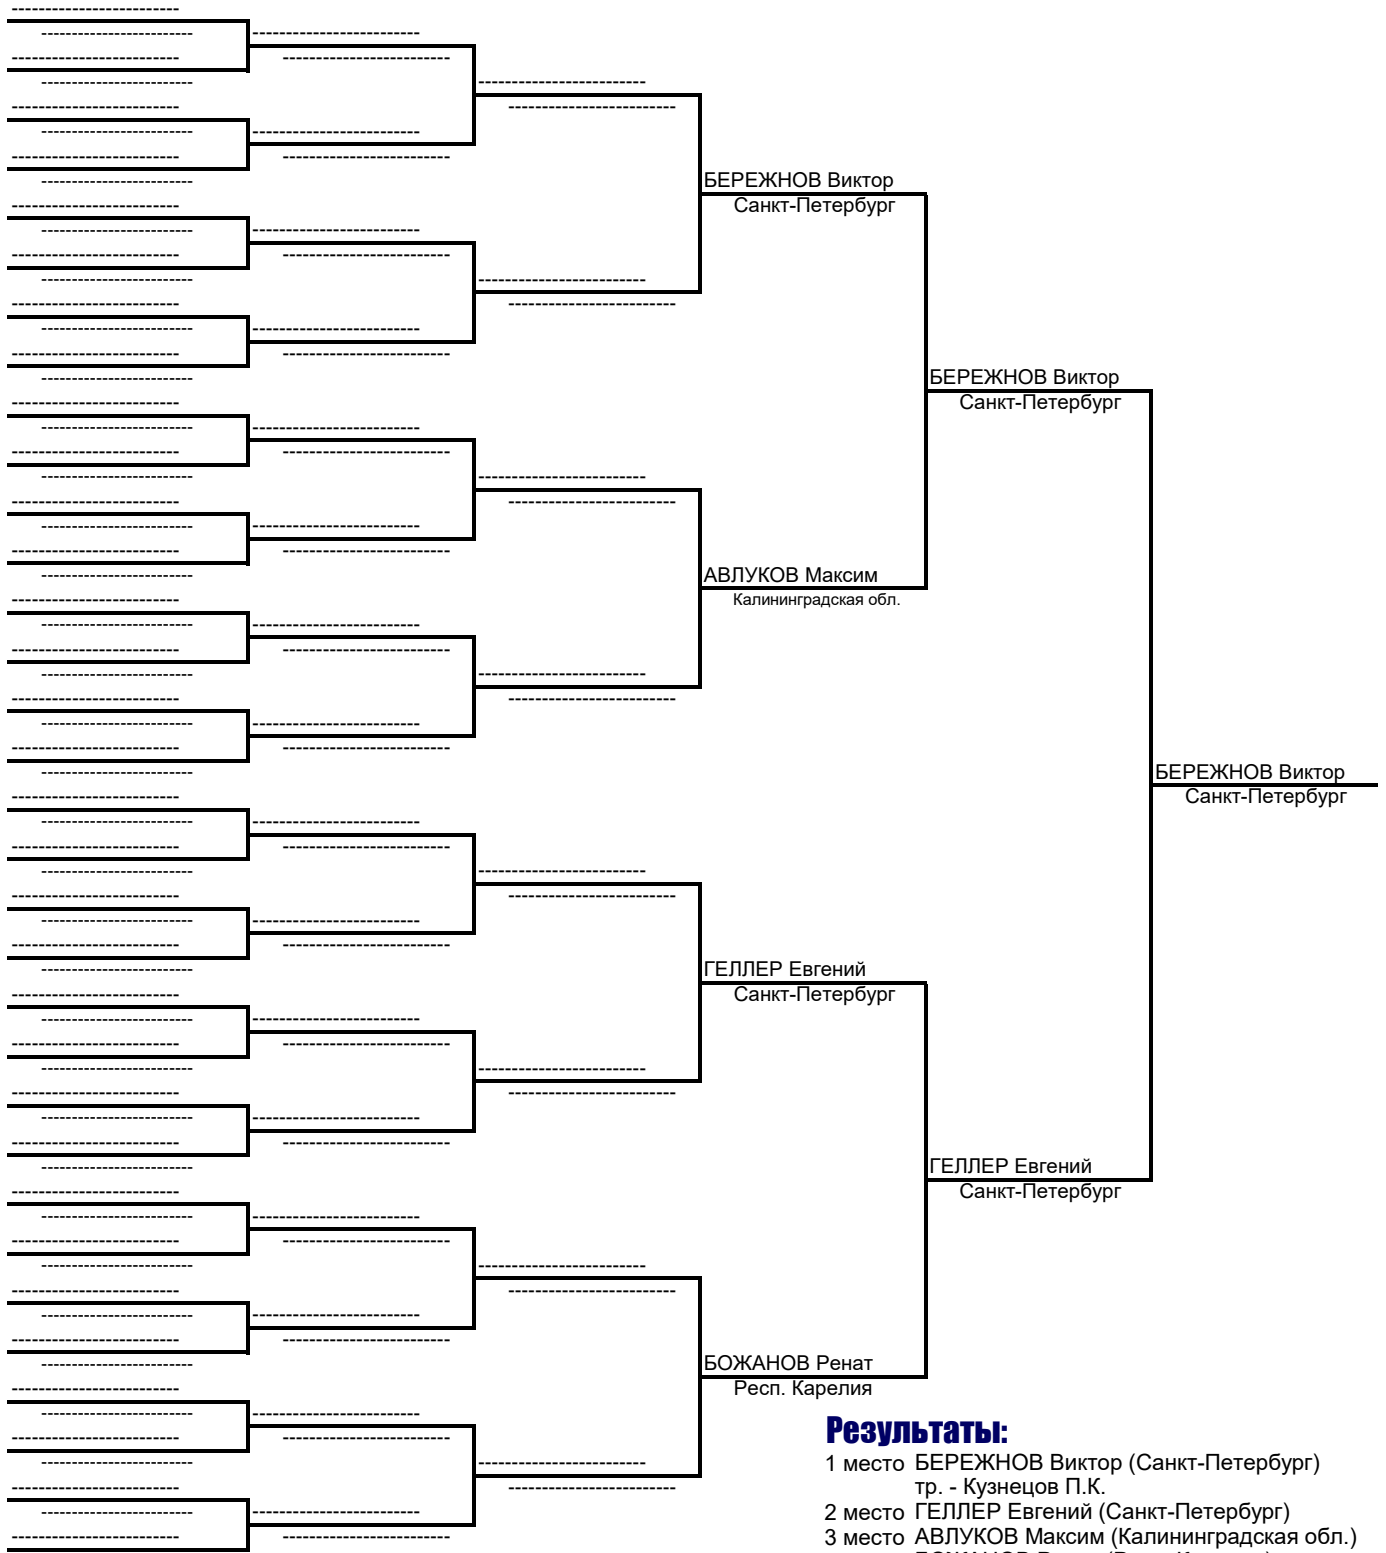 БЕРЕЖНОВ Виктор
Санкт-Петербург
БЕРЕЖНОВ Виктор
Санкт-Петербург
АВЛУКОВ Максим
Калининградская обл.
БЕРЕЖНОВ Виктор
Санкт-Петербург
ГЕЛЛЕР Евгений
Санкт-Петербург
ГЕЛЛЕР Евгений
Санкт-Петербург
БОЖАНОВ Ренат
Респ. Карелия
Результаты:
1 место БЕРЕЖНОВ Виктор (Санкт-Петербург)
тр. - Кузнецов П.К.
2 место ГЕЛЛЕР Евгений (Санкт-Петербург)
3 место АВЛУКОВ Максим (Калининградская обл.)